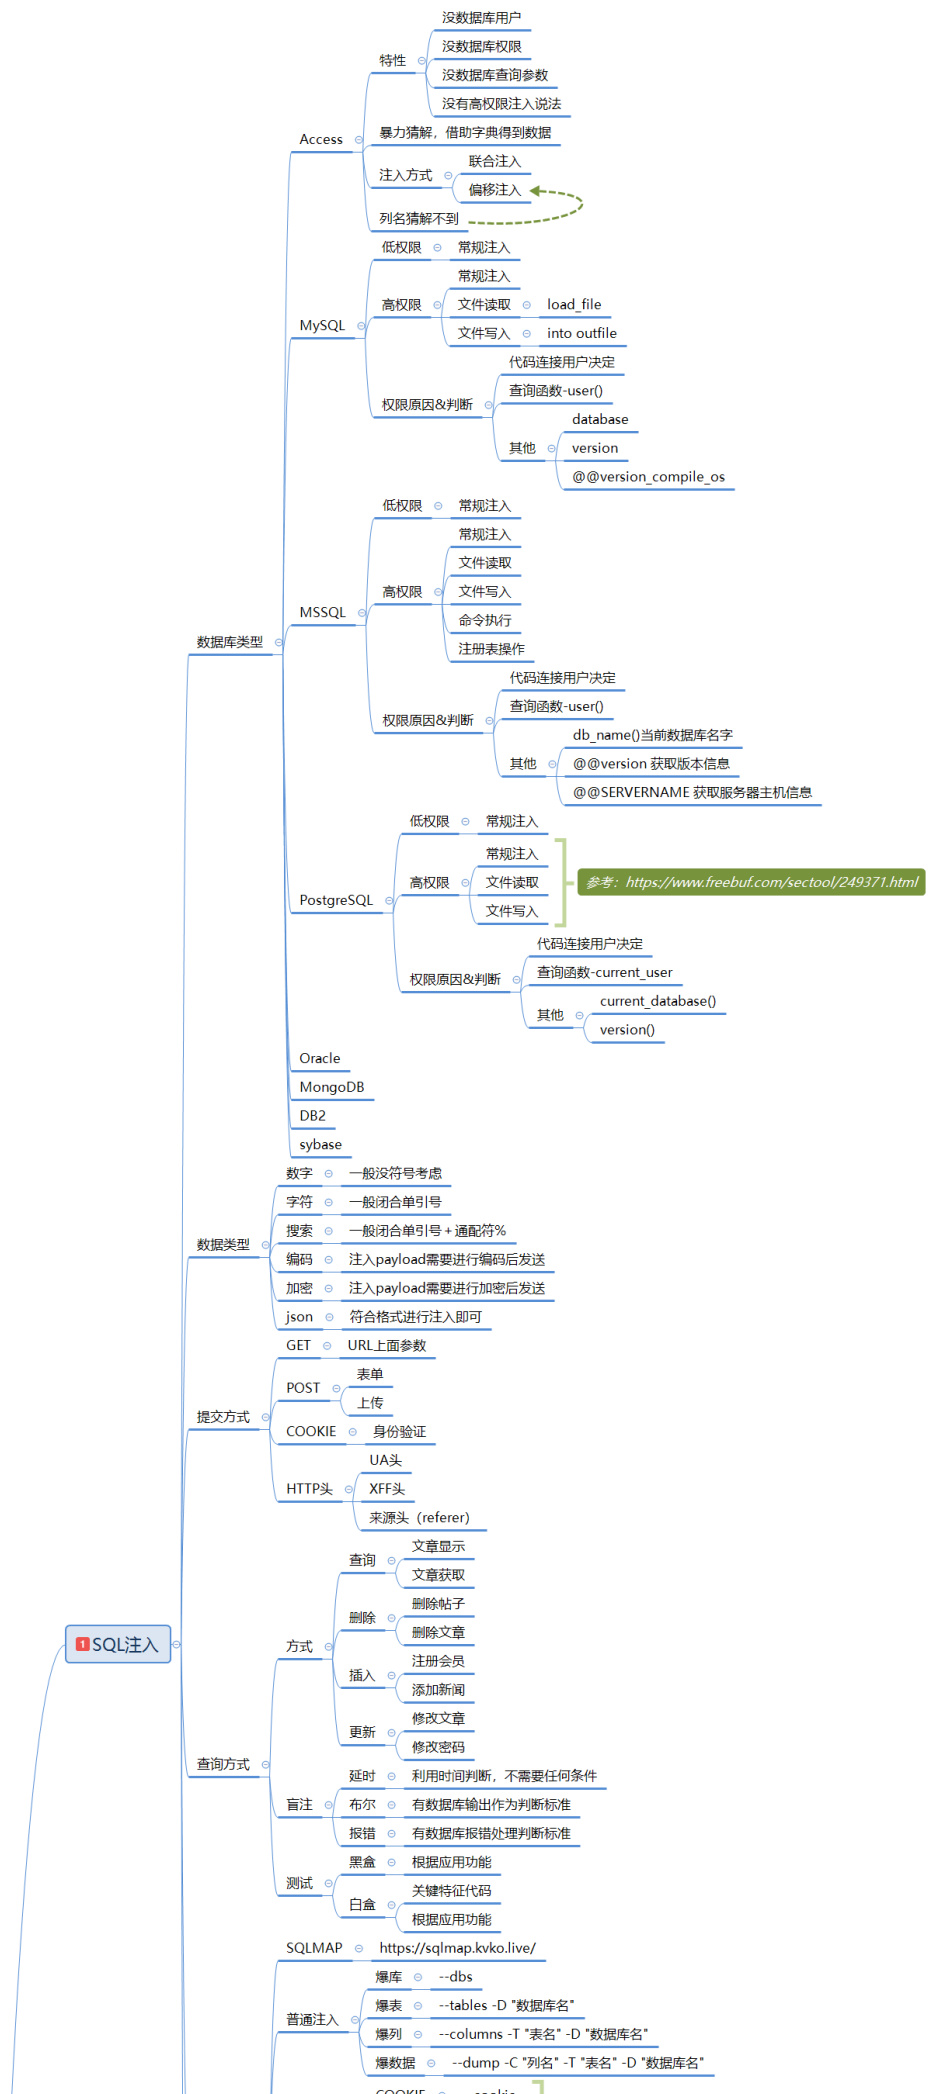 没数据库用户
没数据库权限
特性
没数据库查询参数
没有高权限注入说法
Access
暴力猜解，借助字典得到数据
联合注入
注入方式
偏移注入
列名猜解不到
低权限
常规注入
常规注入
高权限
文件读取
load_file
MySQL
文件写入
into outfile
代码连接用户决定
权限原因&判断
查询函数-user()
database
其他
version
@@version_compile_os
低权限
常规注入
常规注入
文件读取
高权限
文件写入
MSSQL
命令执行
数据库类型
注册表操作
代码连接用户决定
权限原因&判断
查询函数-user()
db_name()当前数据库名字
其他
@@version 获取版本信息
@@SERVERNAME 获取服务器主机信息
低权限
常规注入
常规注入
高权限
文件读取
参考：https://www.freebuf.com/sectool/249371.html
PostgreSQL
文件写入
代码连接用户决定
权限原因&判断
查询函数-current_user
current_database()
其他
version()
Oracle
MongoDB
DB2
sybase
数字
一般没符号考虑
字符
一般闭合单引号
搜索
一般闭合单引号 + 通配符%
数据类型
编码
注入payload需要进行编码后发送
加密
注入payload需要进行加密后发送
json
符合格式进行注入即可
GET
URL上面参数
POST
表单
上传
提交方式
COOKIE
身份验证
UA头
HTTP头
XFF头
来源头（referer）
文章显示
查询
文章获取
删除帖子
删除
删除文章
1 SQL注入
方式
注册会员
插入
添加新闻
修改文章
更新
修改密码
查询方式
延时
利用时间判断，不需要任何条件
盲注
布尔
有数据库输出作为判断标准
报错
有数据库报错处理判断标准
黑盒
根据应用功能
测试
关键特征代码
白盒
根据应用功能
SQLMAP
https://sqlmap.kvko.live/
爆库
--dbs
爆表
--tables -D "数据库名"
普通注入
爆列
--columns -T "表名" -D "数据库名"
爆数据
--dump -C "列名" -T "表名" -D "数据库名"
COOKIE
--cookie